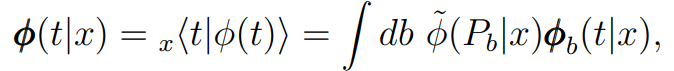 𝝓(t|x) = ₓ⟨t|ϕ(t)⟩ = ∫ db ϕ̃(P_b|x)𝝓_b(t|x),